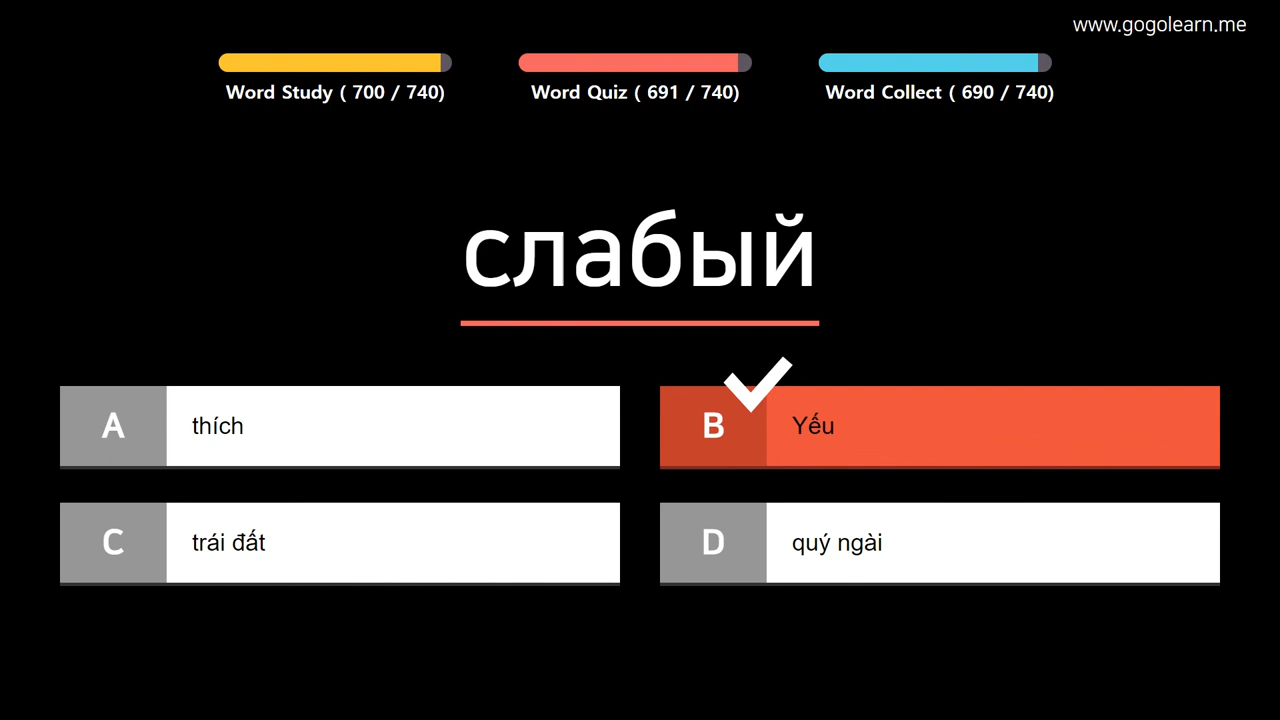 www.gogolearn.me
Word Study ( 700 / 740)
Word Quiz ( 691 / 740)
Word Collect ( 690 / 740)
слабый
A
thích
B
Yếu
C
trái đất
D
quý ngài